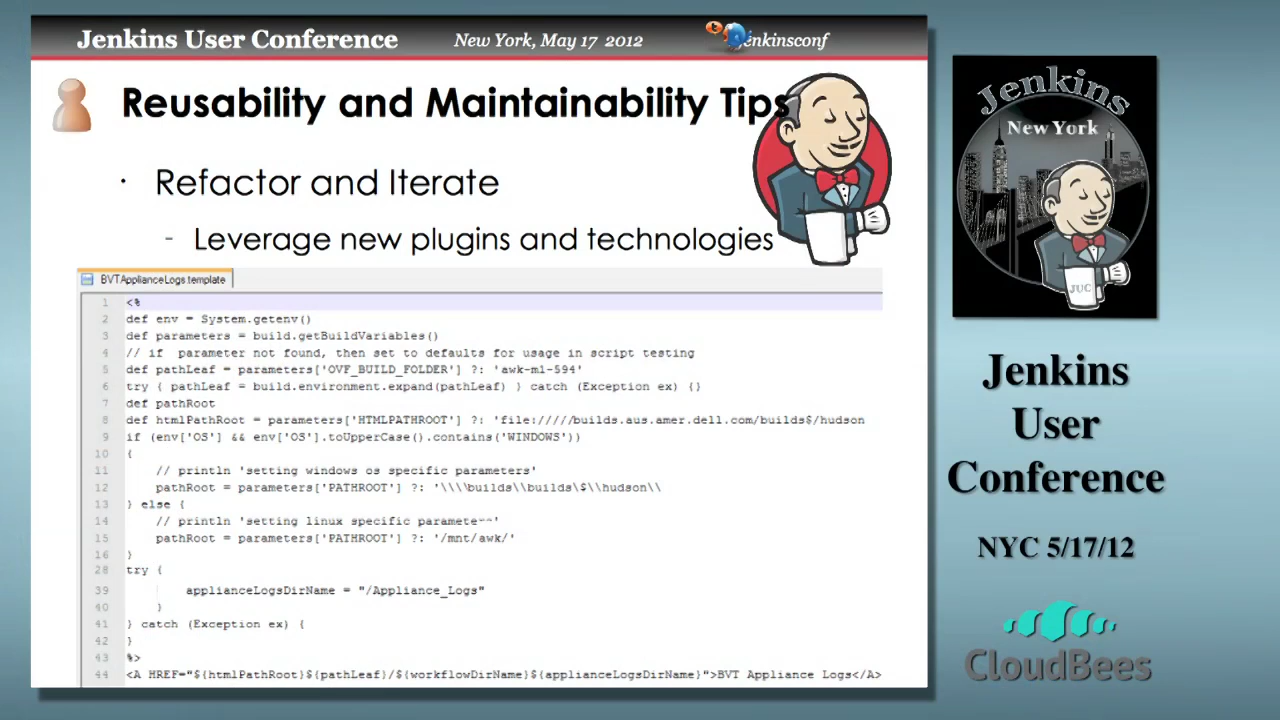 Jenkins User Conference
New York, May 17 2012
enkinsconf
Reusability and Maintainability Tips
· Refactor and Iterate
- Leverage new plugins and technologies
BVTApplianceLogs.template
1 <%
2 def env = System.getenv()
3 def parameters = build.getBuildVariables()
4 // if  parameter not found, then set to defaults for usage in script testing
5 def pathLeaf = parameters['OVF_BUILD_FOLDER'] ?: 'awk-m1-594'
6 try { pathLeaf = build.environment.expand(pathLeaf) } catch (Exception ex) {}
7 def pathRoot
8 def htmlPathRoot = parameters['HTMLPATHROOT'] ?: 'file://///builds.aus.amer.dell.com/builds$/hudson
9 if (env['OS'] && env['OS'].toUpperCase().contains('WINDOWS'))
10 {
11 // println 'setting windows os specific parameters'
12 pathRoot = parameters['PATHROOT'] ?: '\\\\builds\\builds\$\\hudson\\
13 } else {
14 // println 'setting linux specific parameters'
15 pathRoot = parameters['PATHROOT'] ?: '/mnt/awk/'
16 }
28 try {
39 applianceLogsDirName = "/Appliance_Logs"
40 }
41 } catch (Exception ex) {
42 }
43 %>
44 <A HREF="${htmlPathRoot}${pathLeaf}/${workflowDirName}${applianceLogsDirName}">BVT Appliance Logs</A>
Jenkins
New York
JUC
Jenkins
User
Conference
NYC 5/17/12
CloudBees